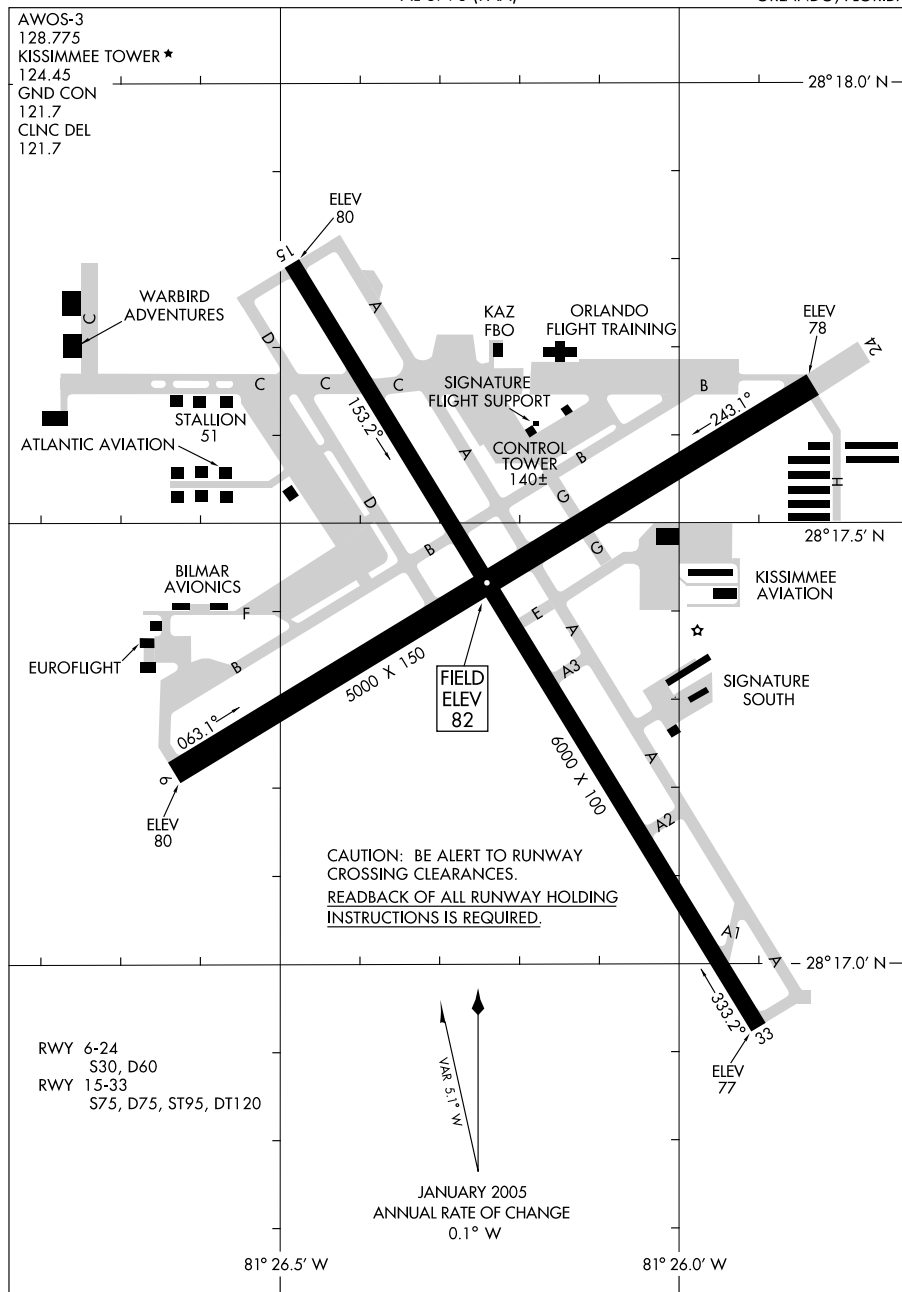 AWOS-3
128.775
KISSIMMEE TOWER ★
124.45
GND CON
121.7
CLNC DEL
121.7
28° 18.0' N
ELEV
80
15
A
WARBIRD
ADVENTURES
C
D
KAZ
FBO
ORLANDO
FLIGHT TRAINING
ELEV
78
24
C
C
C
SIGNATURE
FLIGHT SUPPORT
B
153.2°
243.1°
STALLION
51
ATLANTIC AVIATION
A
CONTROL
TOWER
140±
B
D
G
H
28° 17.5' N
B
G
BILMAR
AVIONICS
KISSIMMEE
AVIATION
F
E
A
EUROFLIGHT
B
A3
5000 X 150
FIELD
ELEV
82
SIGNATURE
SOUTH
063.1°
6000 X 100
A
6
ELEV
80
A2
CAUTION: BE ALERT TO RUNWAY
CROSSING CLEARANCES.
READBACK OF ALL RUNWAY HOLDING
INSTRUCTIONS IS REQUIRED.
A1
A
28° 17.0' N
333.2°
33
ELEV
77
RWY 6-24
S30, D60
RWY 15-33
S75, D75, ST95, DT120
VAR 5.1° W
JANUARY 2005
ANNUAL RATE OF CHANGE
0.1° W
81° 26.5' W
81° 26.0' W